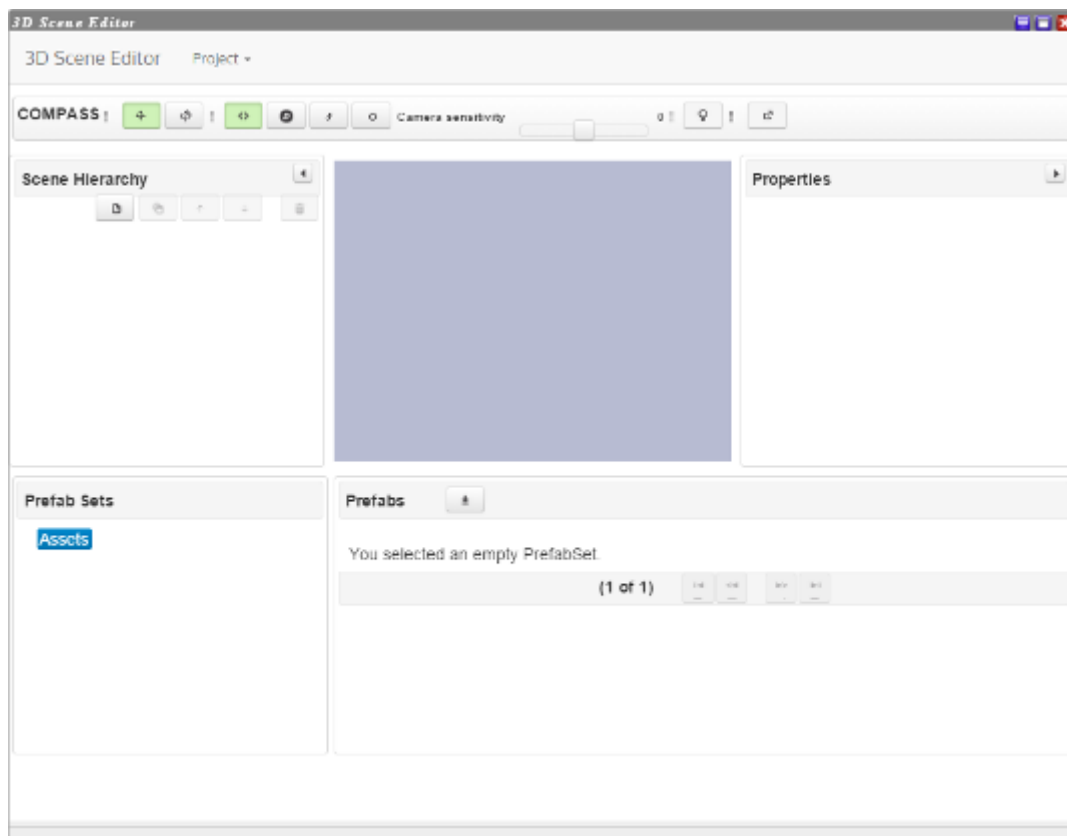 3D Scene Editor
3D Scene Editor Project
COMPASS Camera sensitivity 0
Scene Hierarchy
Properties
Prefab Sets
Prefabs
Assets
You selected an empty PrefabSet.
(1 of 1)